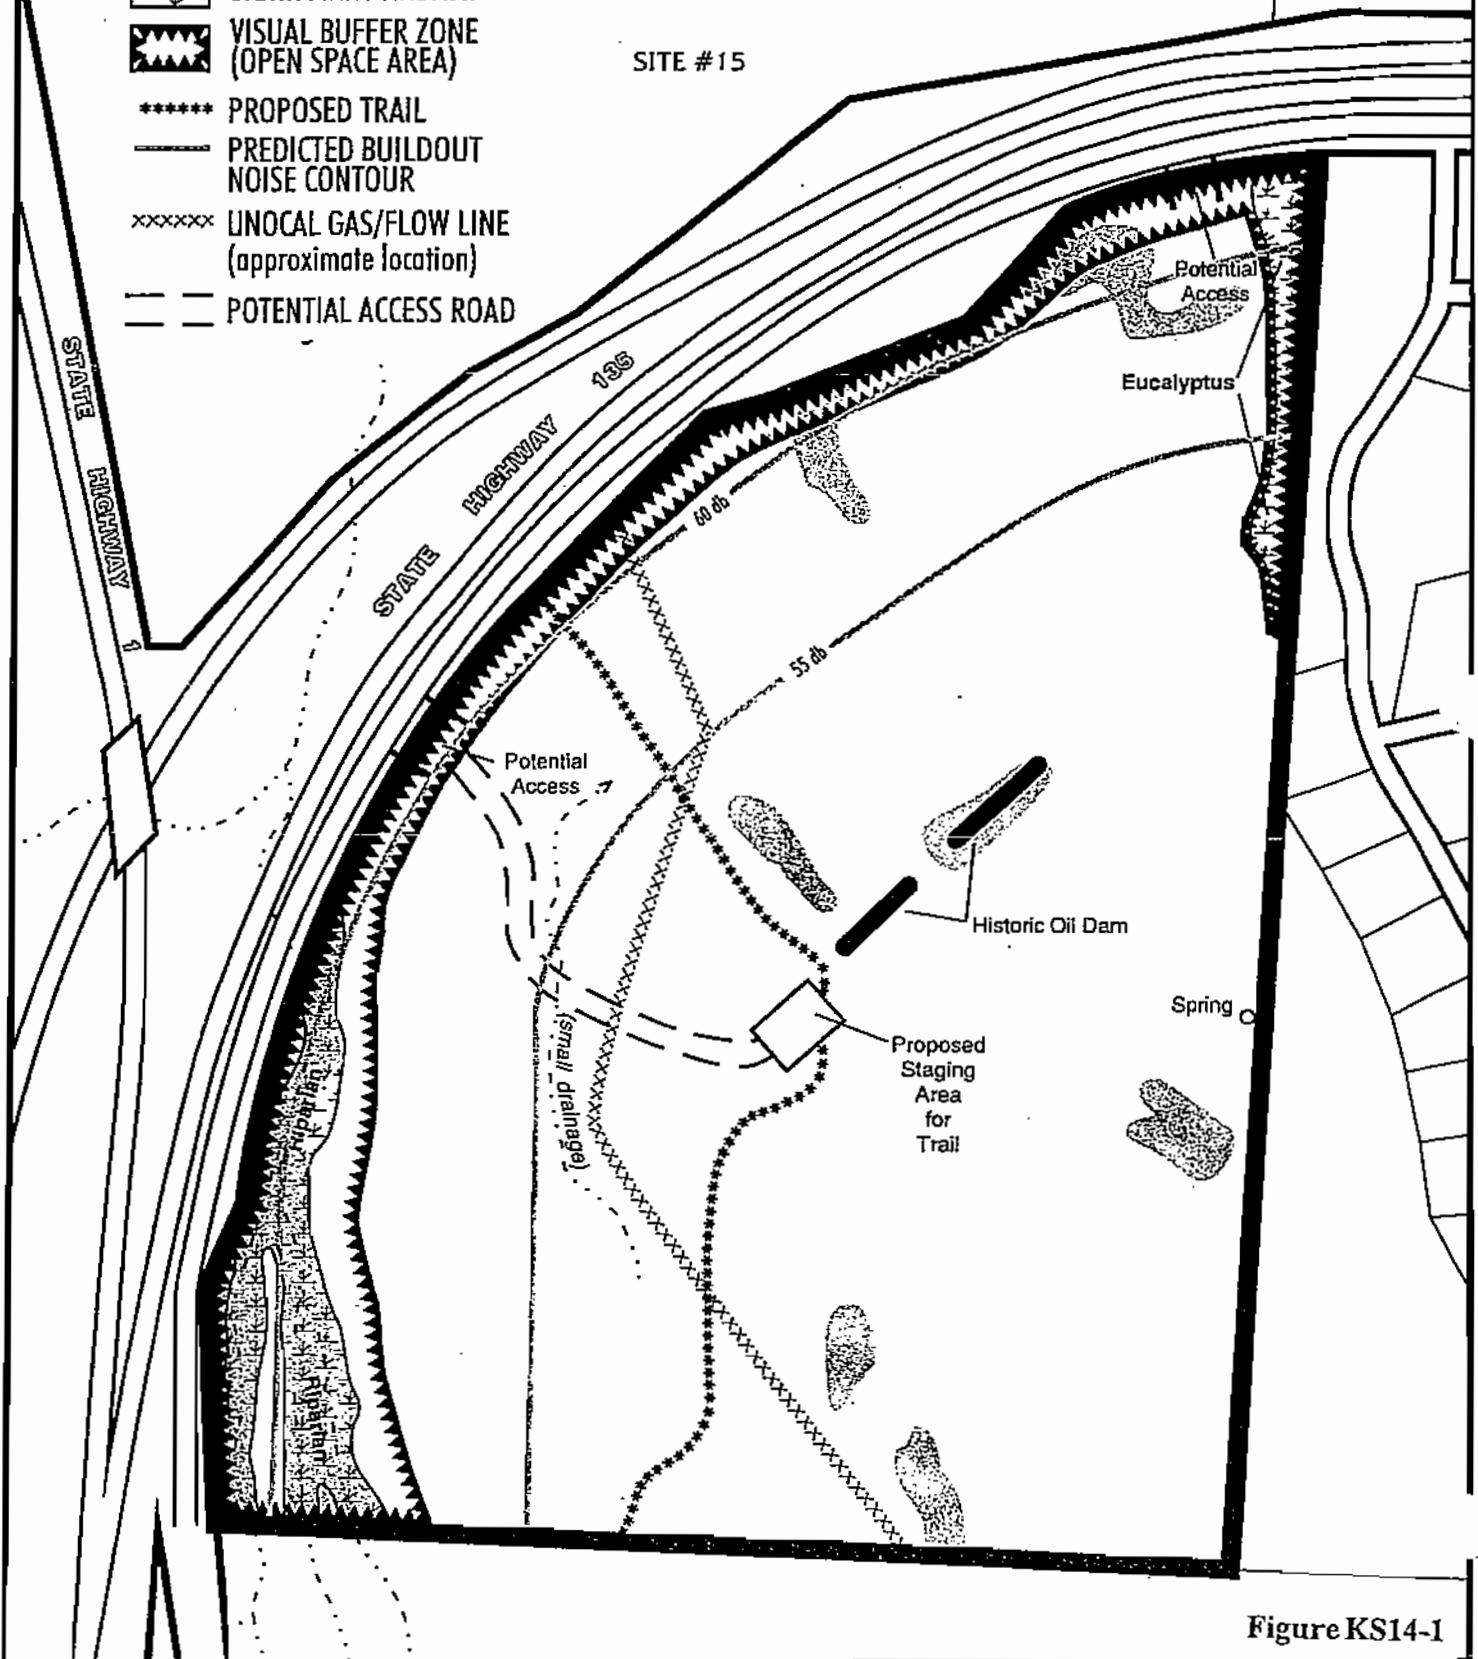 VISUAL BUFFER ZONE
(OPEN SPACE AREA)
SITE #15
PROPOSED TRAIL
PREDICTED BUILDOUT
NOISE CONTOUR
UNOCAL GAS/FLOW LINE
(approximate location)
POTENTIAL ACCESS ROAD
STATE HIGHWAY 1
STATE HIGHWAY 135
Potential
Access
Eucalyptus
60 db
55 db
Potential
Access
Historic Oil Dam
Spring
(small drainage)
Proposed
Staging
Area
for
Trail
Riparian
Riparian
Figure KS14-1